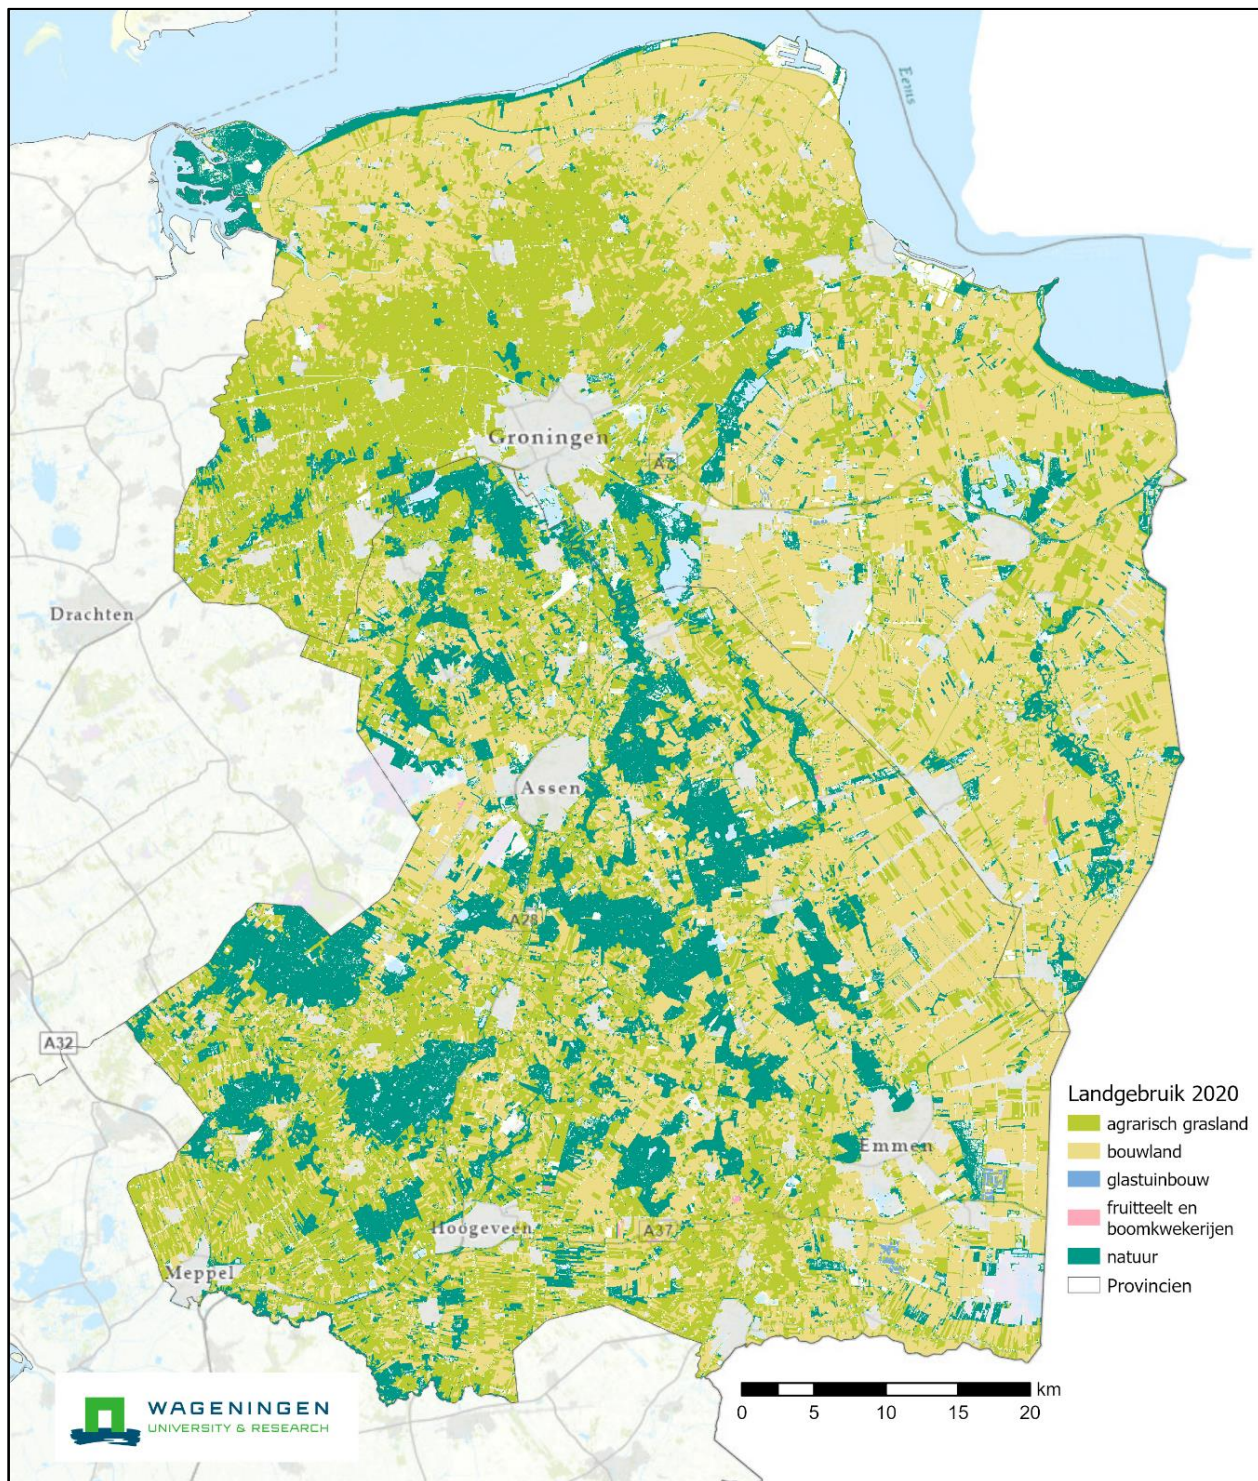 Eems
Groningen
A7
Drachten
Assen
A28
A32
Emmen
Hoogeveen
A37
Meppel
Landgebruik 2020
agrarisch grasland
bouwland
glastuinbouw
fruitteelt en
boomkwekerijen
natuur
Provincien
km
0 5 10 15 20
WAGENINGEN
UNIVERSITY & RESEARCH